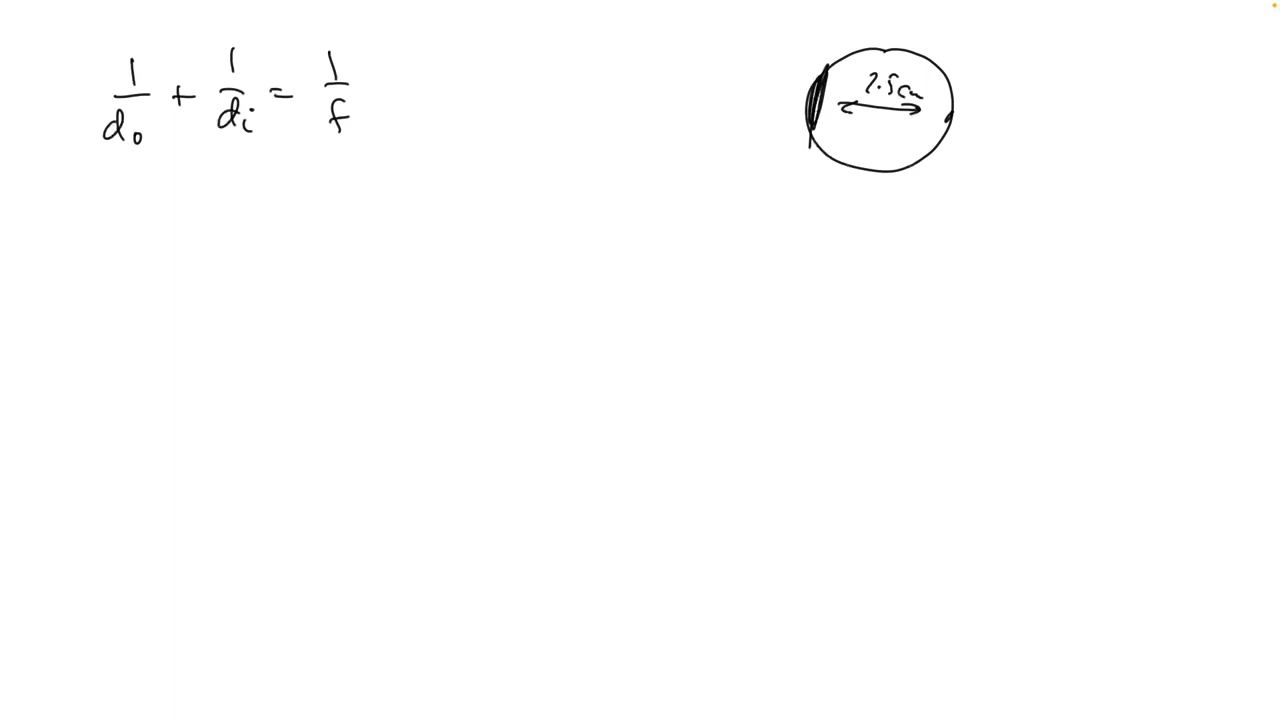 1/d₀ + 1/dᵢ = 1/f
2.5cm